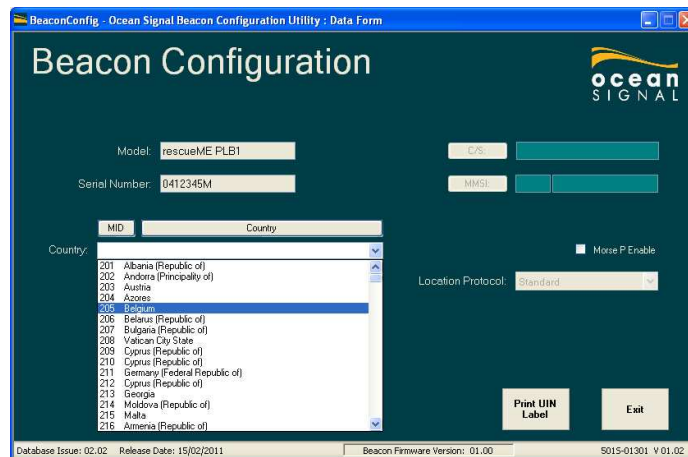 BeaconConfig - Ocean Signal Beacon Configuration Utility : Data Form
Beacon Configuration
ocean
SIGNAL
Model: rescueME PLB1
C/S:
Serial Number: 0412345M
MMSI:
MID Country
Country:
Morse P Enable
201 Albania (Republic of)
202 Andorra (Principality of)
203 Austria
204 Azores
Location Protocol: Standard
205 Belgium
206 Belarus (Republic of)
207 Bulgaria (Republic of)
208 Vatican City State
209 Cyprus (Republic of)
210 Cyprus (Republic of)
211 Germany (Federal Republic of)
212 Cyprus (Republic of)
213 Georgia
214 Moldova (Republic of)
215 Malta
216 Armenia (Republic of)
Print UIN
Label
Exit
Database Issue: 02.02 Release Date: 15/02/2011 Beacon Firmware Version: 01.00 501S-01301 V 01.02